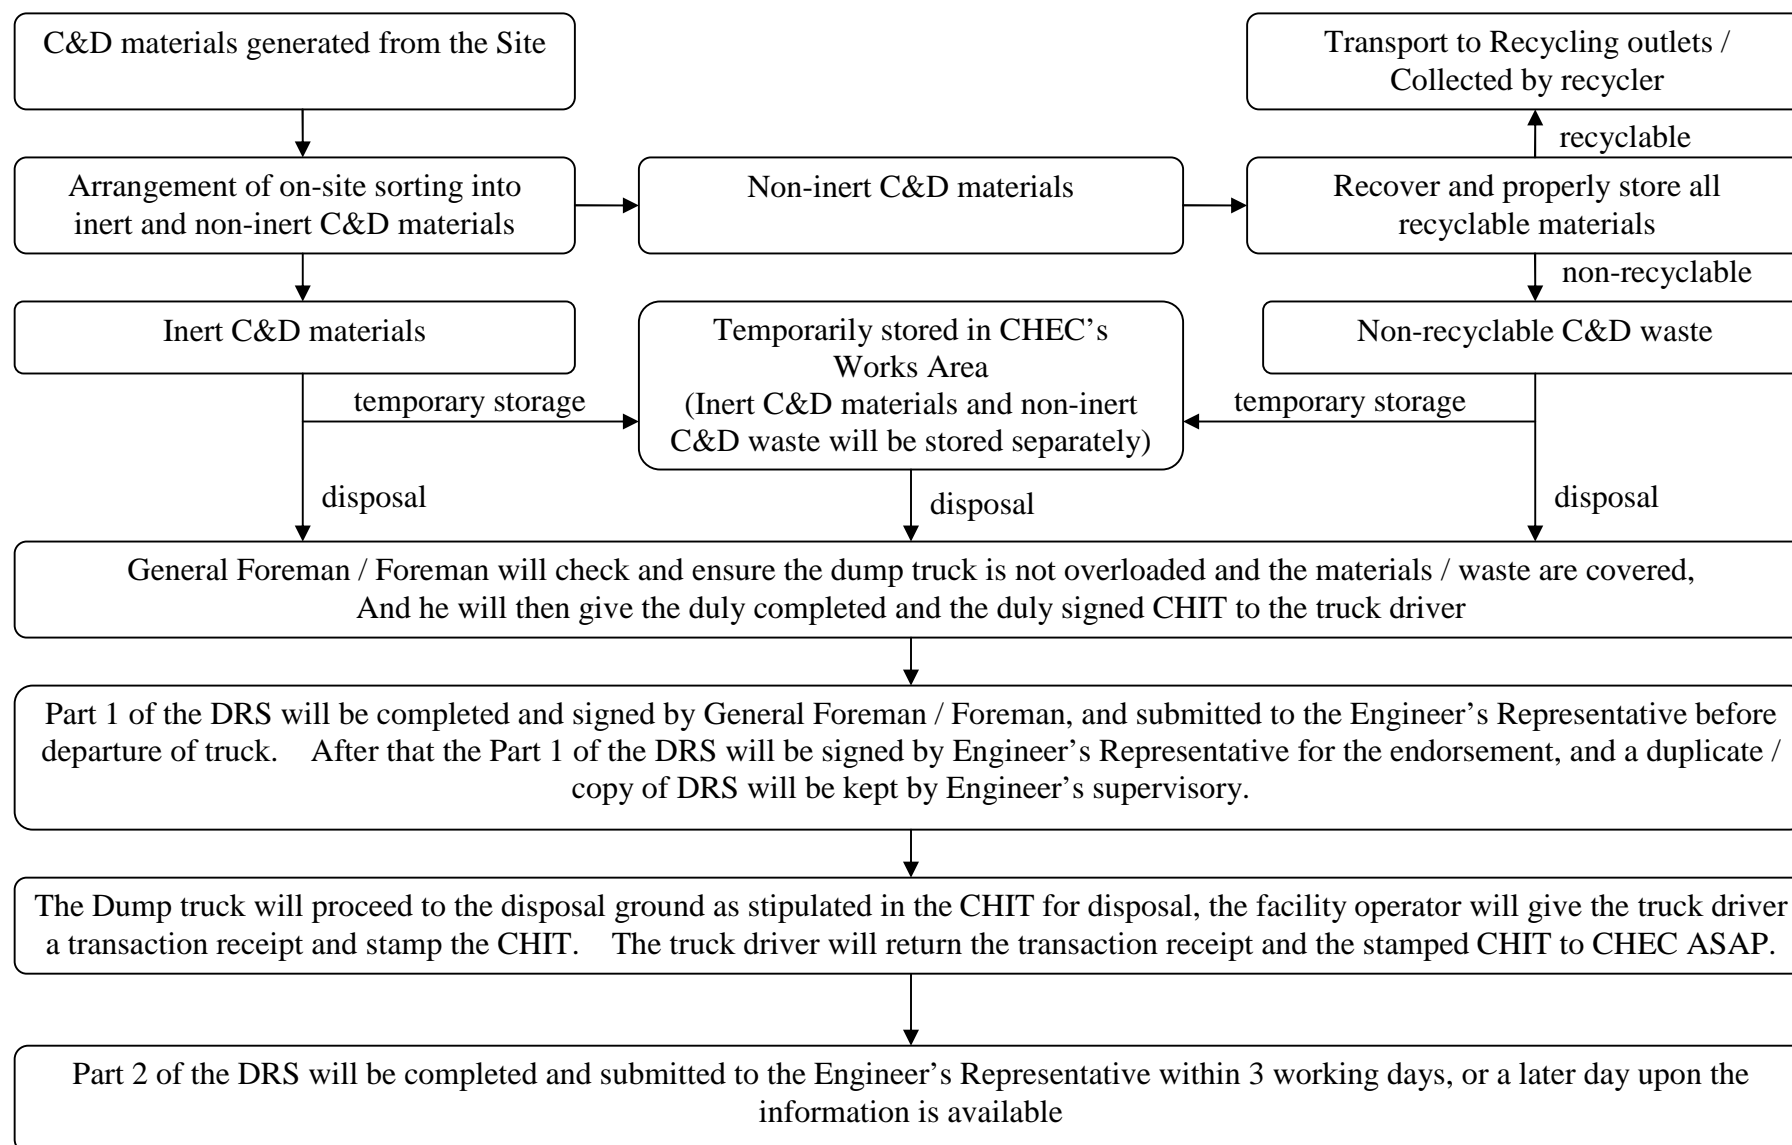 C&D materials generated from the Site
Transport to Recycling outlets /
Collected by recycler
recyclable
Arrangement of on-site sorting into
inert and non-inert C&D materials
Non-inert C&D materials
Recover and properly store all
recyclable materials
non-recyclable
Inert C&D materials
Temporarily stored in CHEC’s
Works Area
(Inert C&D materials and non-inert
C&D waste will be stored separately)
Non-recyclable C&D waste
temporary storage
temporary storage
disposal
disposal
disposal
General Foreman / Foreman will check and ensure the dump truck is not overloaded and the materials / waste are covered,
And he will then give the duly completed and the duly signed CHIT to the truck driver
Part 1 of the DRS will be completed and signed by General Foreman / Foreman, and submitted to the Engineer’s Representative before
departure of truck. After that the Part 1 of the DRS will be signed by Engineer’s Representative for the endorsement, and a duplicate /
copy of DRS will be kept by Engineer’s supervisory.
The Dump truck will proceed to the disposal ground as stipulated in the CHIT for disposal, the facility operator will give the truck driver
a transaction receipt and stamp the CHIT. The truck driver will return the transaction receipt and the stamped CHIT to CHEC ASAP.
Part 2 of the DRS will be completed and submitted to the Engineer’s Representative within 3 working days, or a later day upon the
information is available